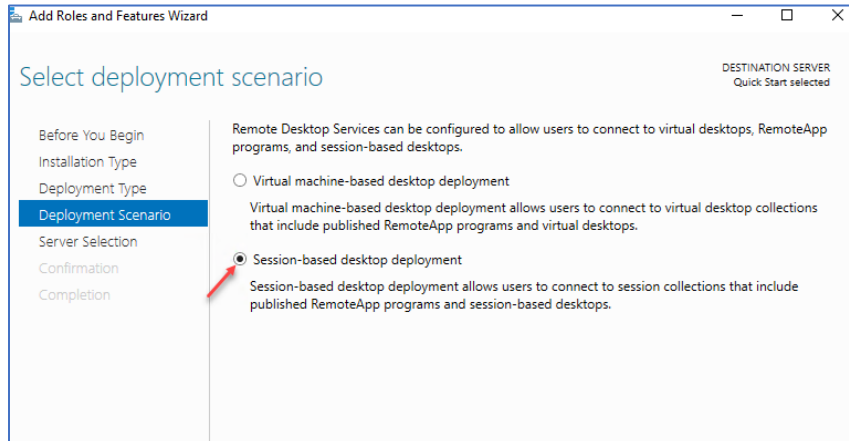 Add Roles and Features Wizard
Select deployment scenario
DESTINATION SERVER
Quick Start selected
Before You Begin
Installation Type
Deployment Type
Deployment Scenario
Server Selection
Confirmation
Completion
Remote Desktop Services can be configured to allow users to connect to virtual desktops, RemoteApp
programs, and session-based desktops.
Virtual machine-based desktop deployment
Virtual machine-based desktop deployment allows users to connect to virtual desktop collections
that include published RemoteApp programs and virtual desktops.
Session-based desktop deployment
Session-based desktop deployment allows users to connect to session collections that include
published RemoteApp programs and session-based desktops.